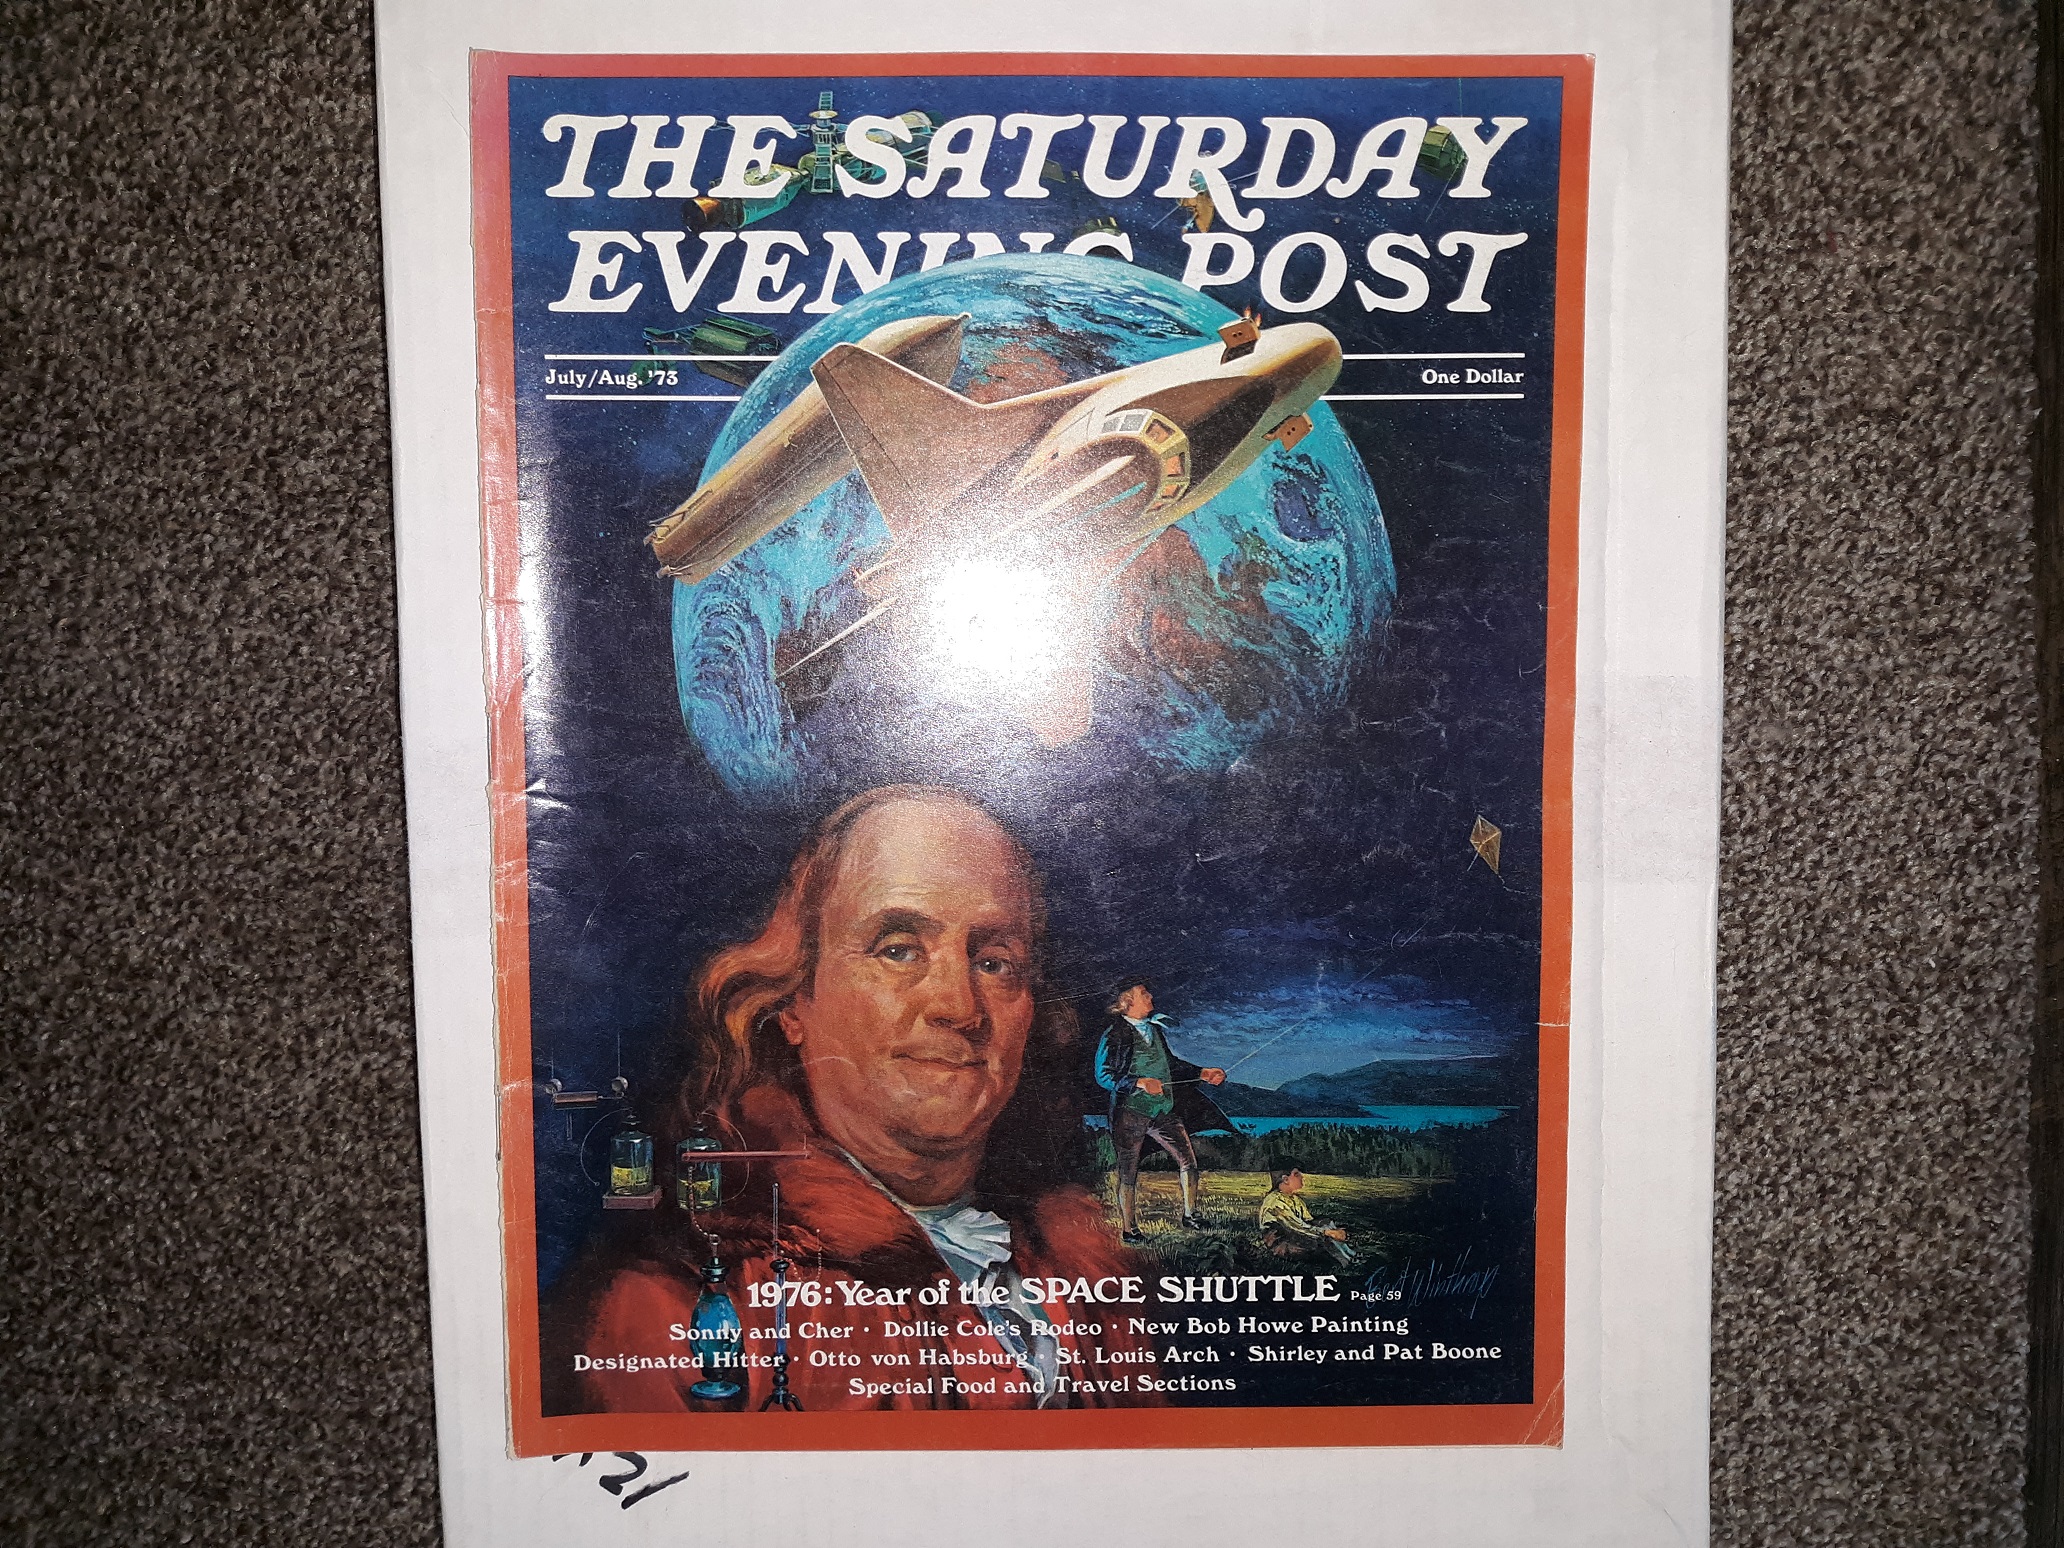 THE SATURDAY
EVENING POST
July/Aug. '73
One Dollar
1976: Year of the SPACE SHUTTLE Page 59
Sonny and Cher · Dollie Cole's Rodeo · New Bob Howe Painting
Designated Hitter · Otto von Habsburg · St. Louis Arch · Shirley and Pat Boone
Special Food and Travel Sections